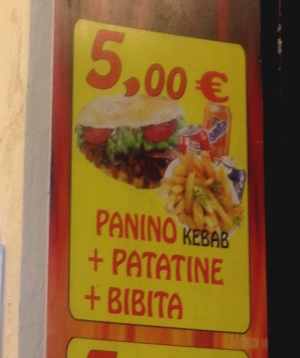 5,00 €
PANINO KEBAB
+ PATATINE
+ BIBITA